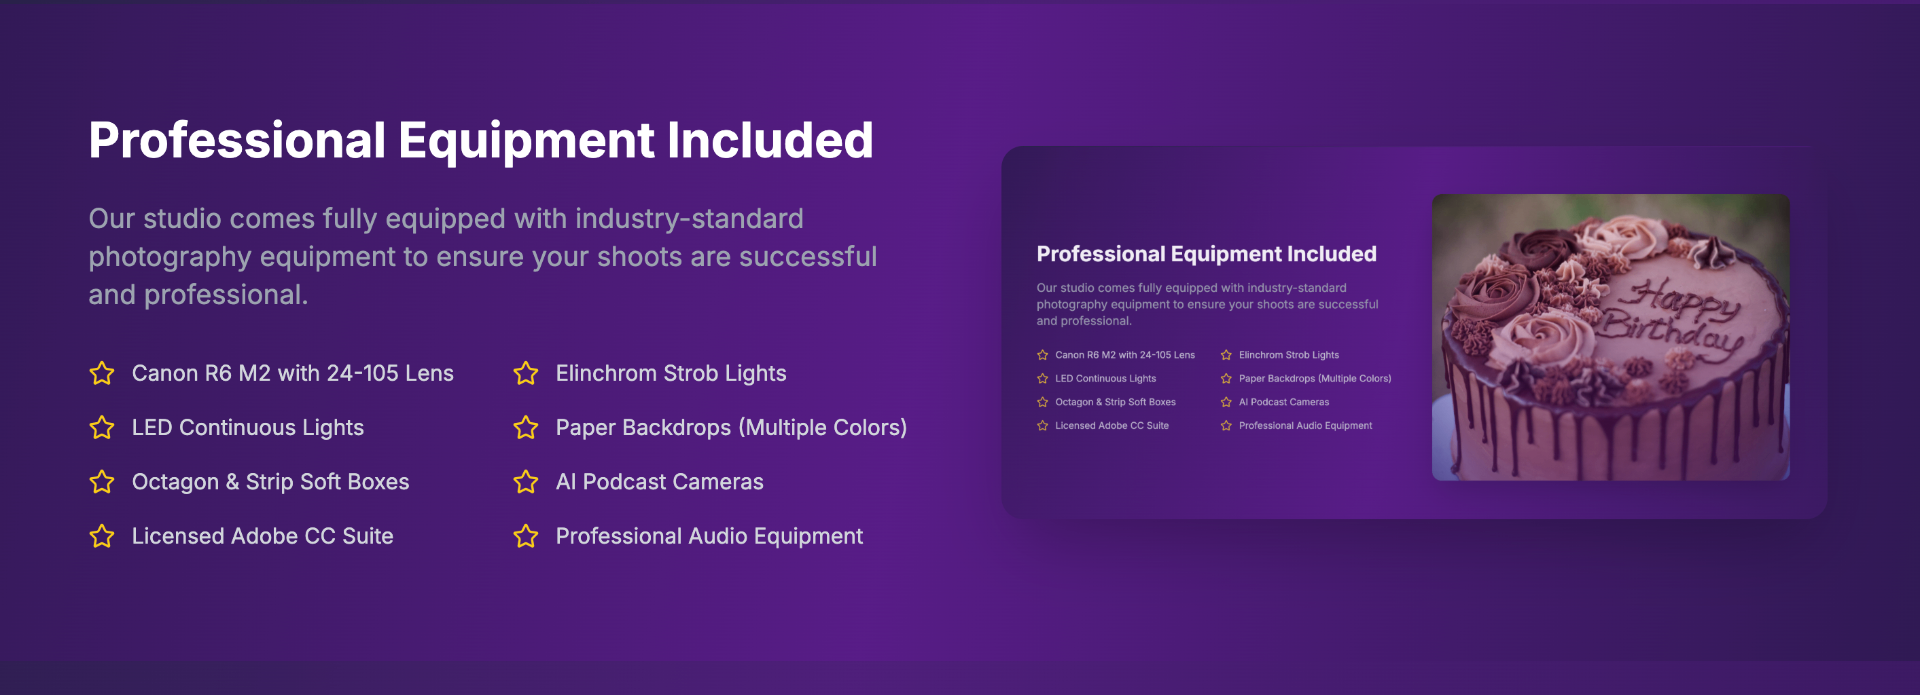 Professional Equipment Included
Our studio comes fully equipped with industry-standard
photography equipment to ensure your shoots are successful
and professional.
Canon R6 M2 with 24-105 Lens
Elinchrom Strob Lights
LED Continuous Lights
Paper Backdrops (Multiple Colors)
Octagon & Strip Soft Boxes
AI Podcast Cameras
Licensed Adobe CC Suite
Professional Audio Equipment
Professional Equipment Included
Our studio comes fully equipped with industry-standard
photography equipment to ensure your shoots are successful
and professional.
Canon R6 M2 with 24-105 Lens
Elinchrom Strob Lights
LED Continuous Lights
Paper Backdrops (Multiple Colors)
Octagon & Strip Soft Boxes
AI Podcast Cameras
Licensed Adobe CC Suite
Professional Audio Equipment
Happy
Birthday